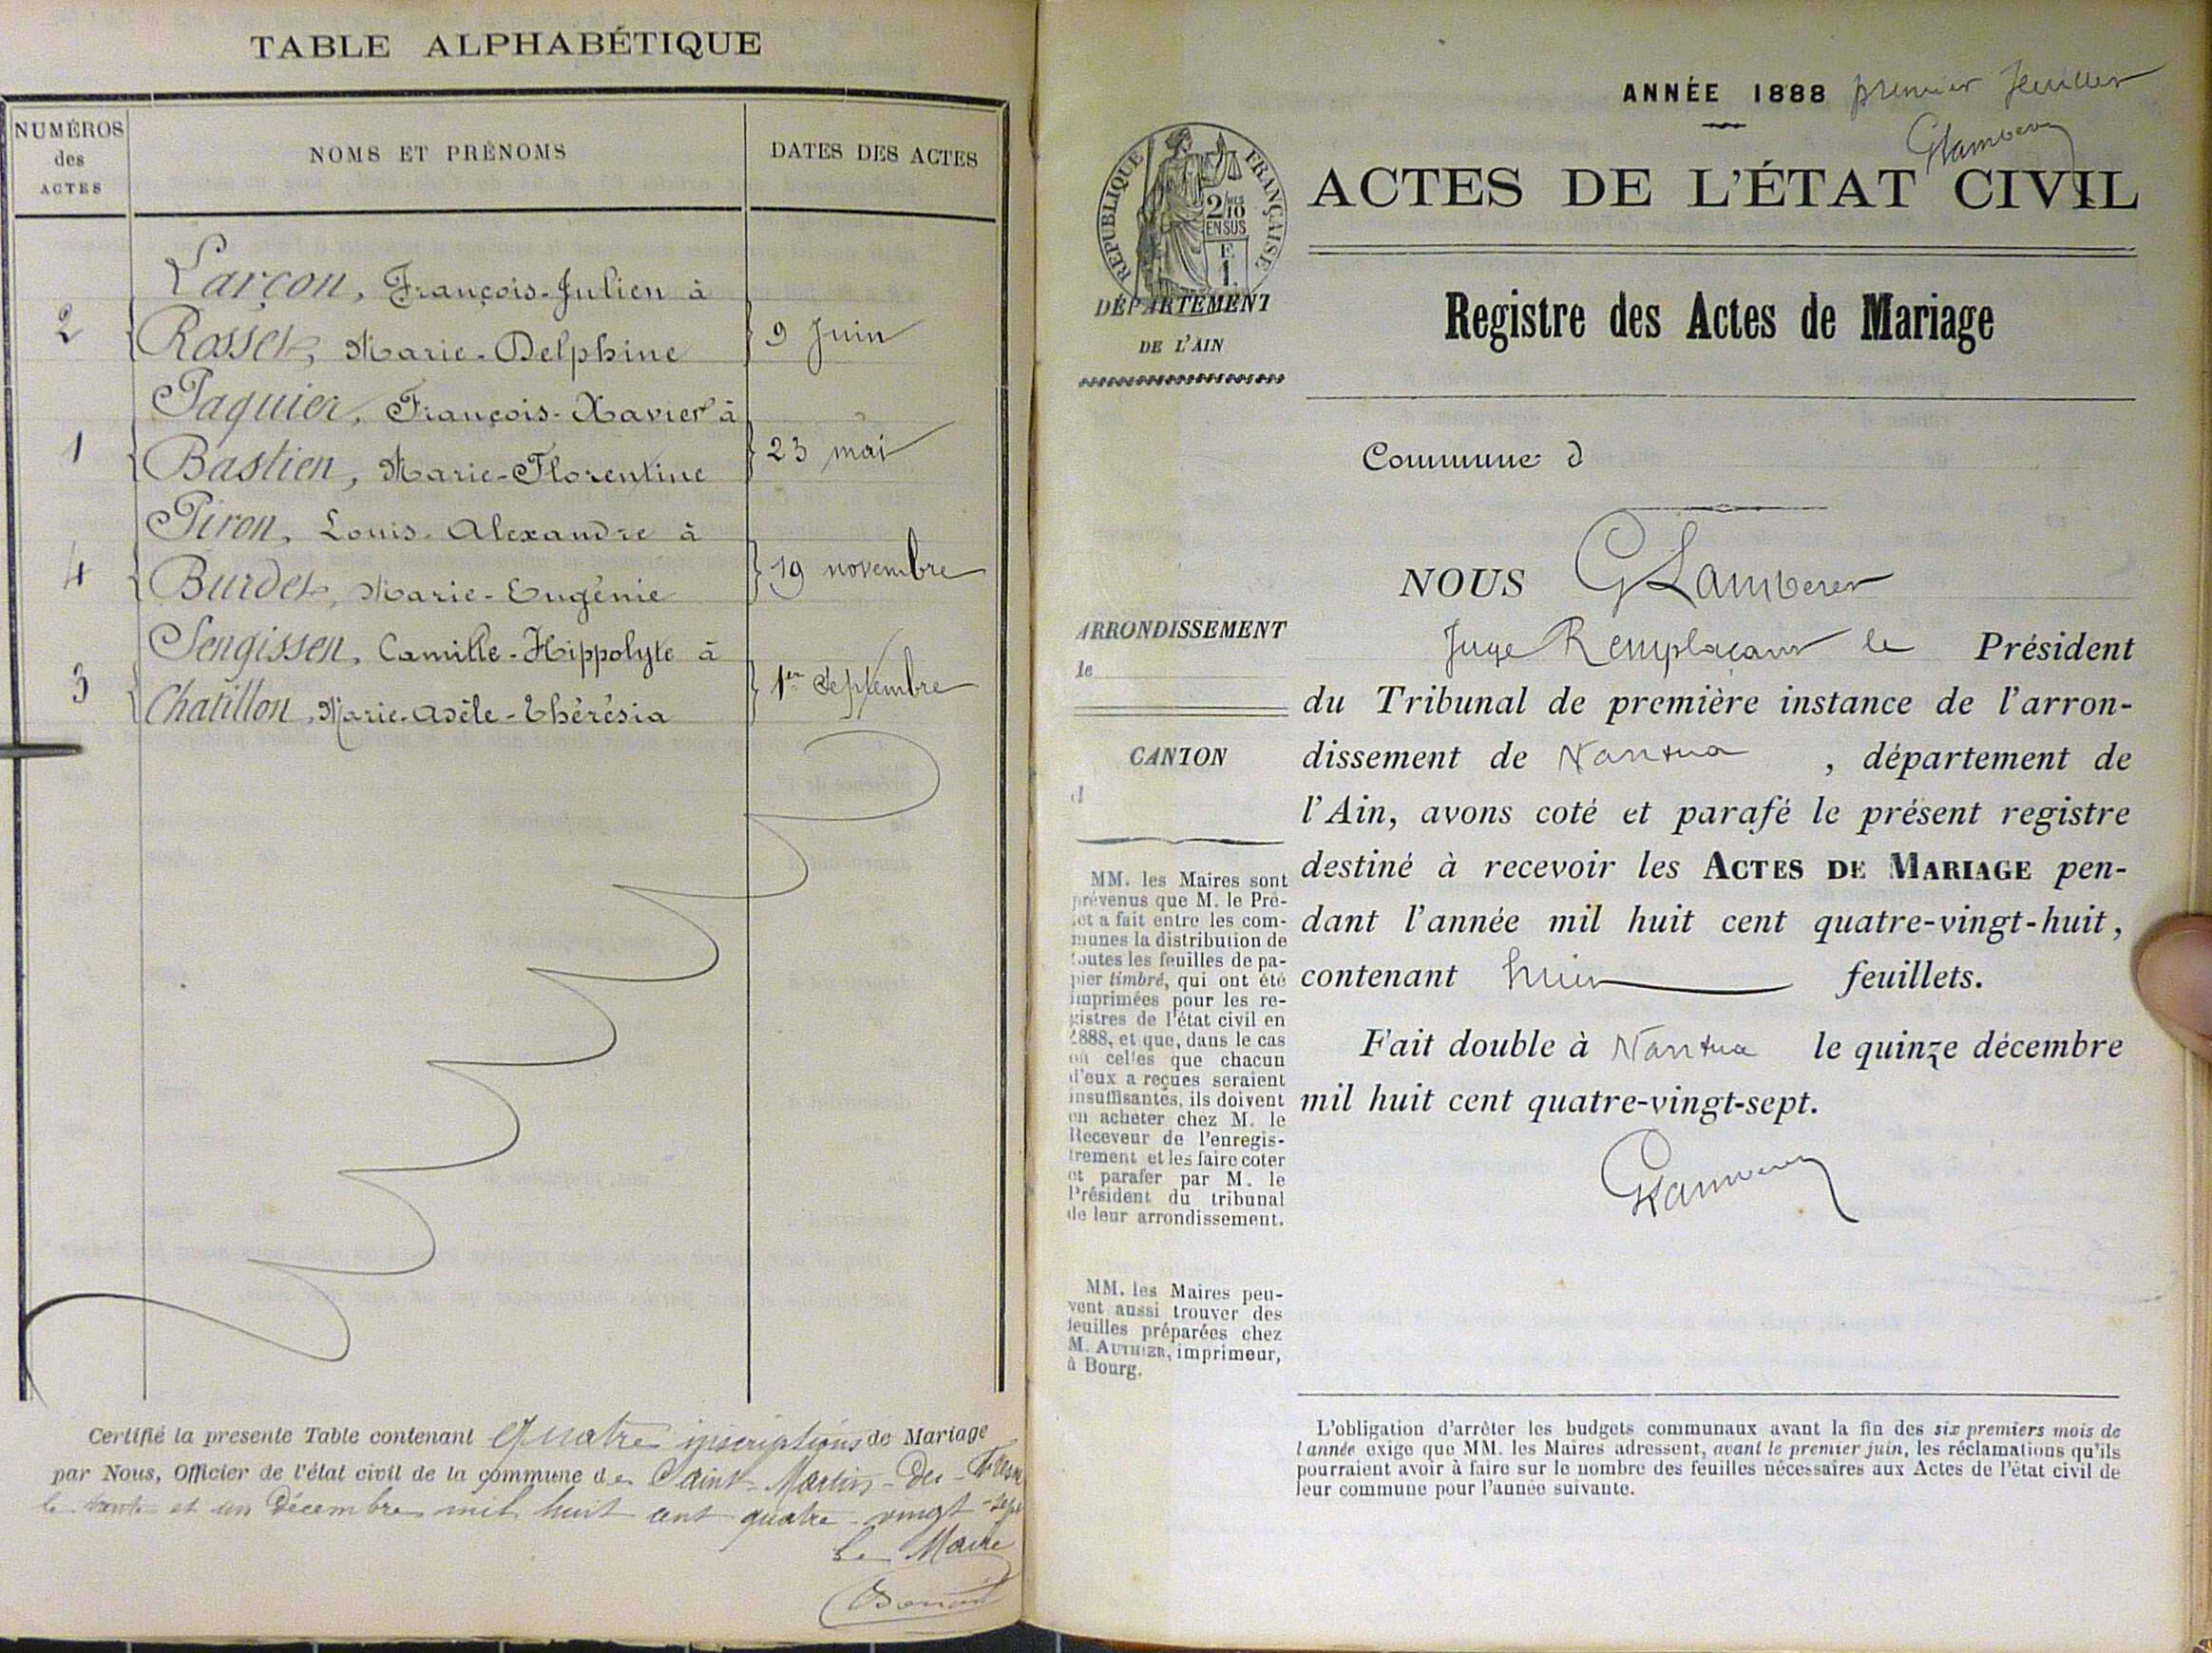 TABLE ALPHABÉTIQUE
NUMÉROS des ACTES
NOMS ET PRÉNOMS
DATES DES ACTES
Larçon, François-Julien à
2 Rosset, Marie-Delphine 9 Juin
Paquier, François-Xavier à
1 Bastien, Marie-Florentine 23 mai
Piron, Louis-Alexandre à
4 Burdet, Marie-Eugénie 19 novembre
Sengissen, Camille-Hippolyte à
3 Chatillon, Marie-Adèle-Thérésia 1er Septembre
Certifié la presente Table contenant Quatre inscriptions de Mariage
par Nous, Officier de l'état civil de la commune de Saint-Martin-du-Fresne
le trente et un Décembre mil huit cent quatre-vingt-sept
Le Maire
ANNÉE 1888 premier feuillet
GLambert
ACTES DE L'ÉTAT CIVIL
RÉPUBLIQUE FRANÇAISE
2/10
EN SUS
E
1
DÉPARTEMENT
DE L'AIN
Registre des Actes de Mariage
Commune d
NOUS GLambert
Juge Remplaçant le Président
du Tribunal de première instance de l'arron-
dissement de Nantua, département de
l'Ain, avons coté et parafé le présent registre
destiné à recevoir les ACTES DE MARIAGE pen-
dant l'année mil huit cent quatre-vingt-huit,
contenant huit feuillets.
Fait double à Nantua le quinze décembre
mil huit cent quatre-vingt-sept.
GLambert
ARRONDISSEMENT
de
CANTON
d
MM. les Maires sont
prévenus que M. le Pré-
fet a fait entre les com-
munes la distribution de
toutes les feuilles de pa-
pier timbré, qui ont été
imprimées pour les re-
gistres de l'état civil en
1888, et que, dans le cas
où celles que chacun
d'eux a reçues seraient
insuffisantes, ils doivent
en acheter chez M. le
Receveur de l'enregis-
trement et les faire coter
et parafer par M. le
Président du tribunal
de leur arrondissement.
MM. les Maires peu-
vent aussi trouver des
feuilles préparées chez
M. AUTHIER, imprimeur,
à Bourg.
L'obligation d'arrêter les budgets communaux avant la fin des six premiers mois de
l'année exige que MM. les Maires adressent, avant le premier juin, les réclamations qu'ils
pourraient avoir à faire sur le nombre des feuilles nécessaires aux Actes de l'état civil de
leur commune pour l'année suivante.